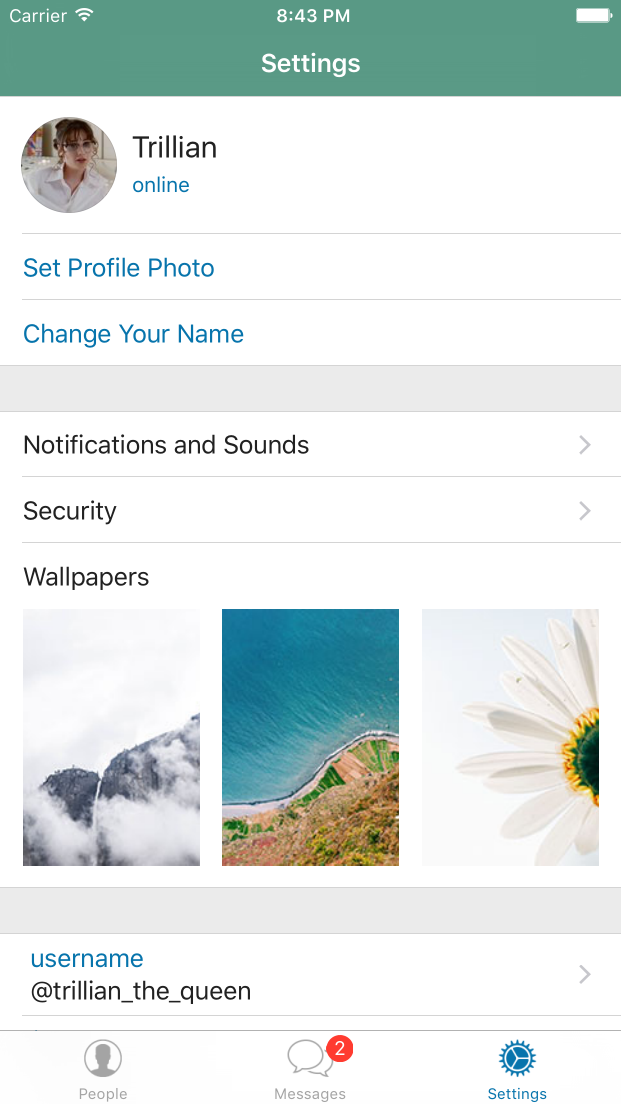 Carrier 8:43 PM
Settings
Trillian
online
Set Profile Photo
Change Your Name
Notifications and Sounds
Security
Wallpapers
username
@trillian_the_queen
2
People Messages Settings